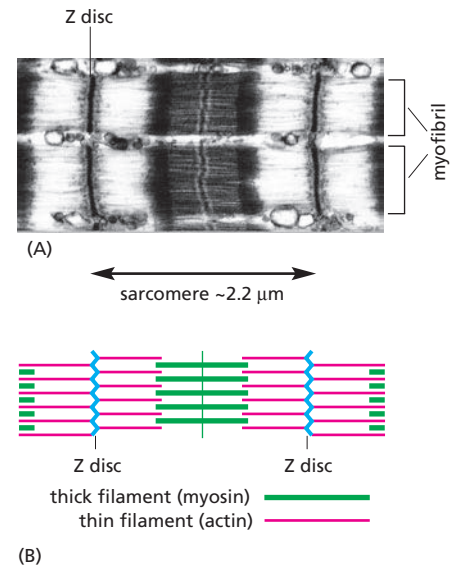 Z disc
myofibril
(A)
sarcomere ~2.2 μm
Z disc
Z disc
thick filament (myosin)
thin filament (actin)
(B)